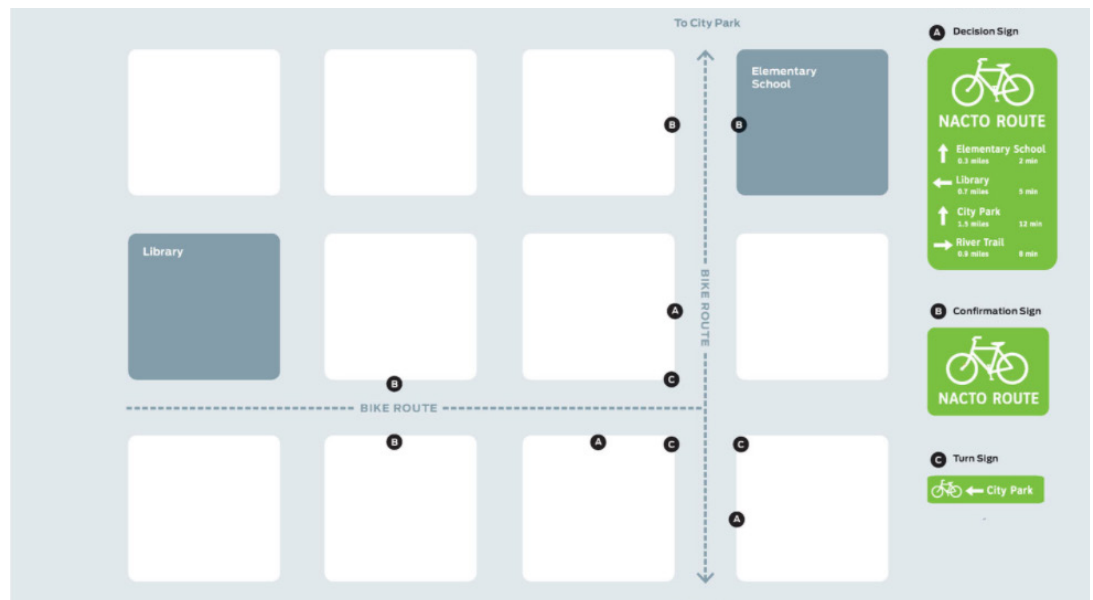 To City Park
Elementary
School
B
B
Library
A
C
BIKE ROUTE
B
BIKE ROUTE
B
A
C
C
A
A Decision Sign
NACTO ROUTE
Elementary School
0.3 miles 2 min
Library
0.7 miles 5 min
City Park
1.5 miles 12 min
River Trail
0.9 miles 8 min
B Confirmation Sign
NACTO ROUTE
C Turn Sign
City Park